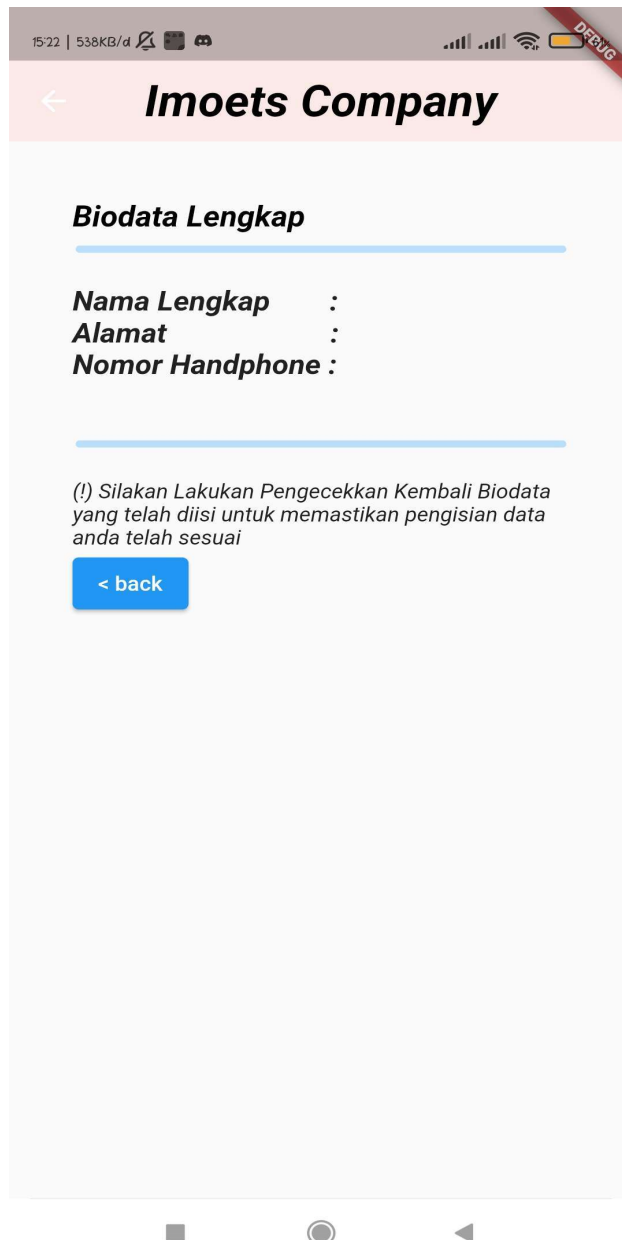 15:22 | 538KB/d
DEBUG
Imoets Company
Biodata Lengkap
Nama Lengkap :
Alamat :
Nomor Handphone :
(!) Silakan Lakukan Pengecekkan Kembali Biodata
yang telah diisi untuk memastikan pengisian data
anda telah sesuai
< back